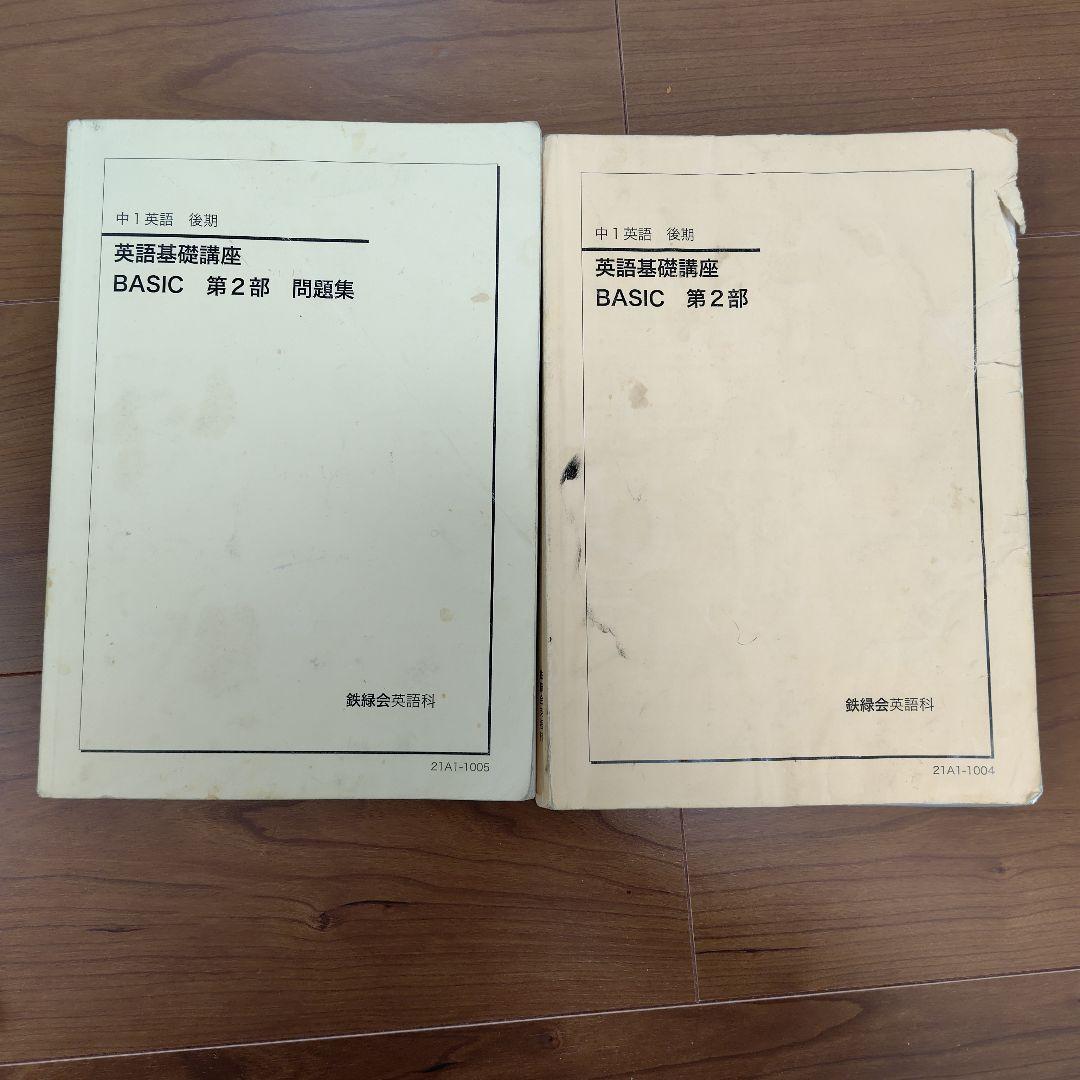 中1英語 後期
英語基礎講座
BASIC 第2部 問題集
鉄緑会英語科
21A1-1005
中1英語 後期
英語基礎講座
BASIC 第2部
鉄緑会英語科
21A1-1004